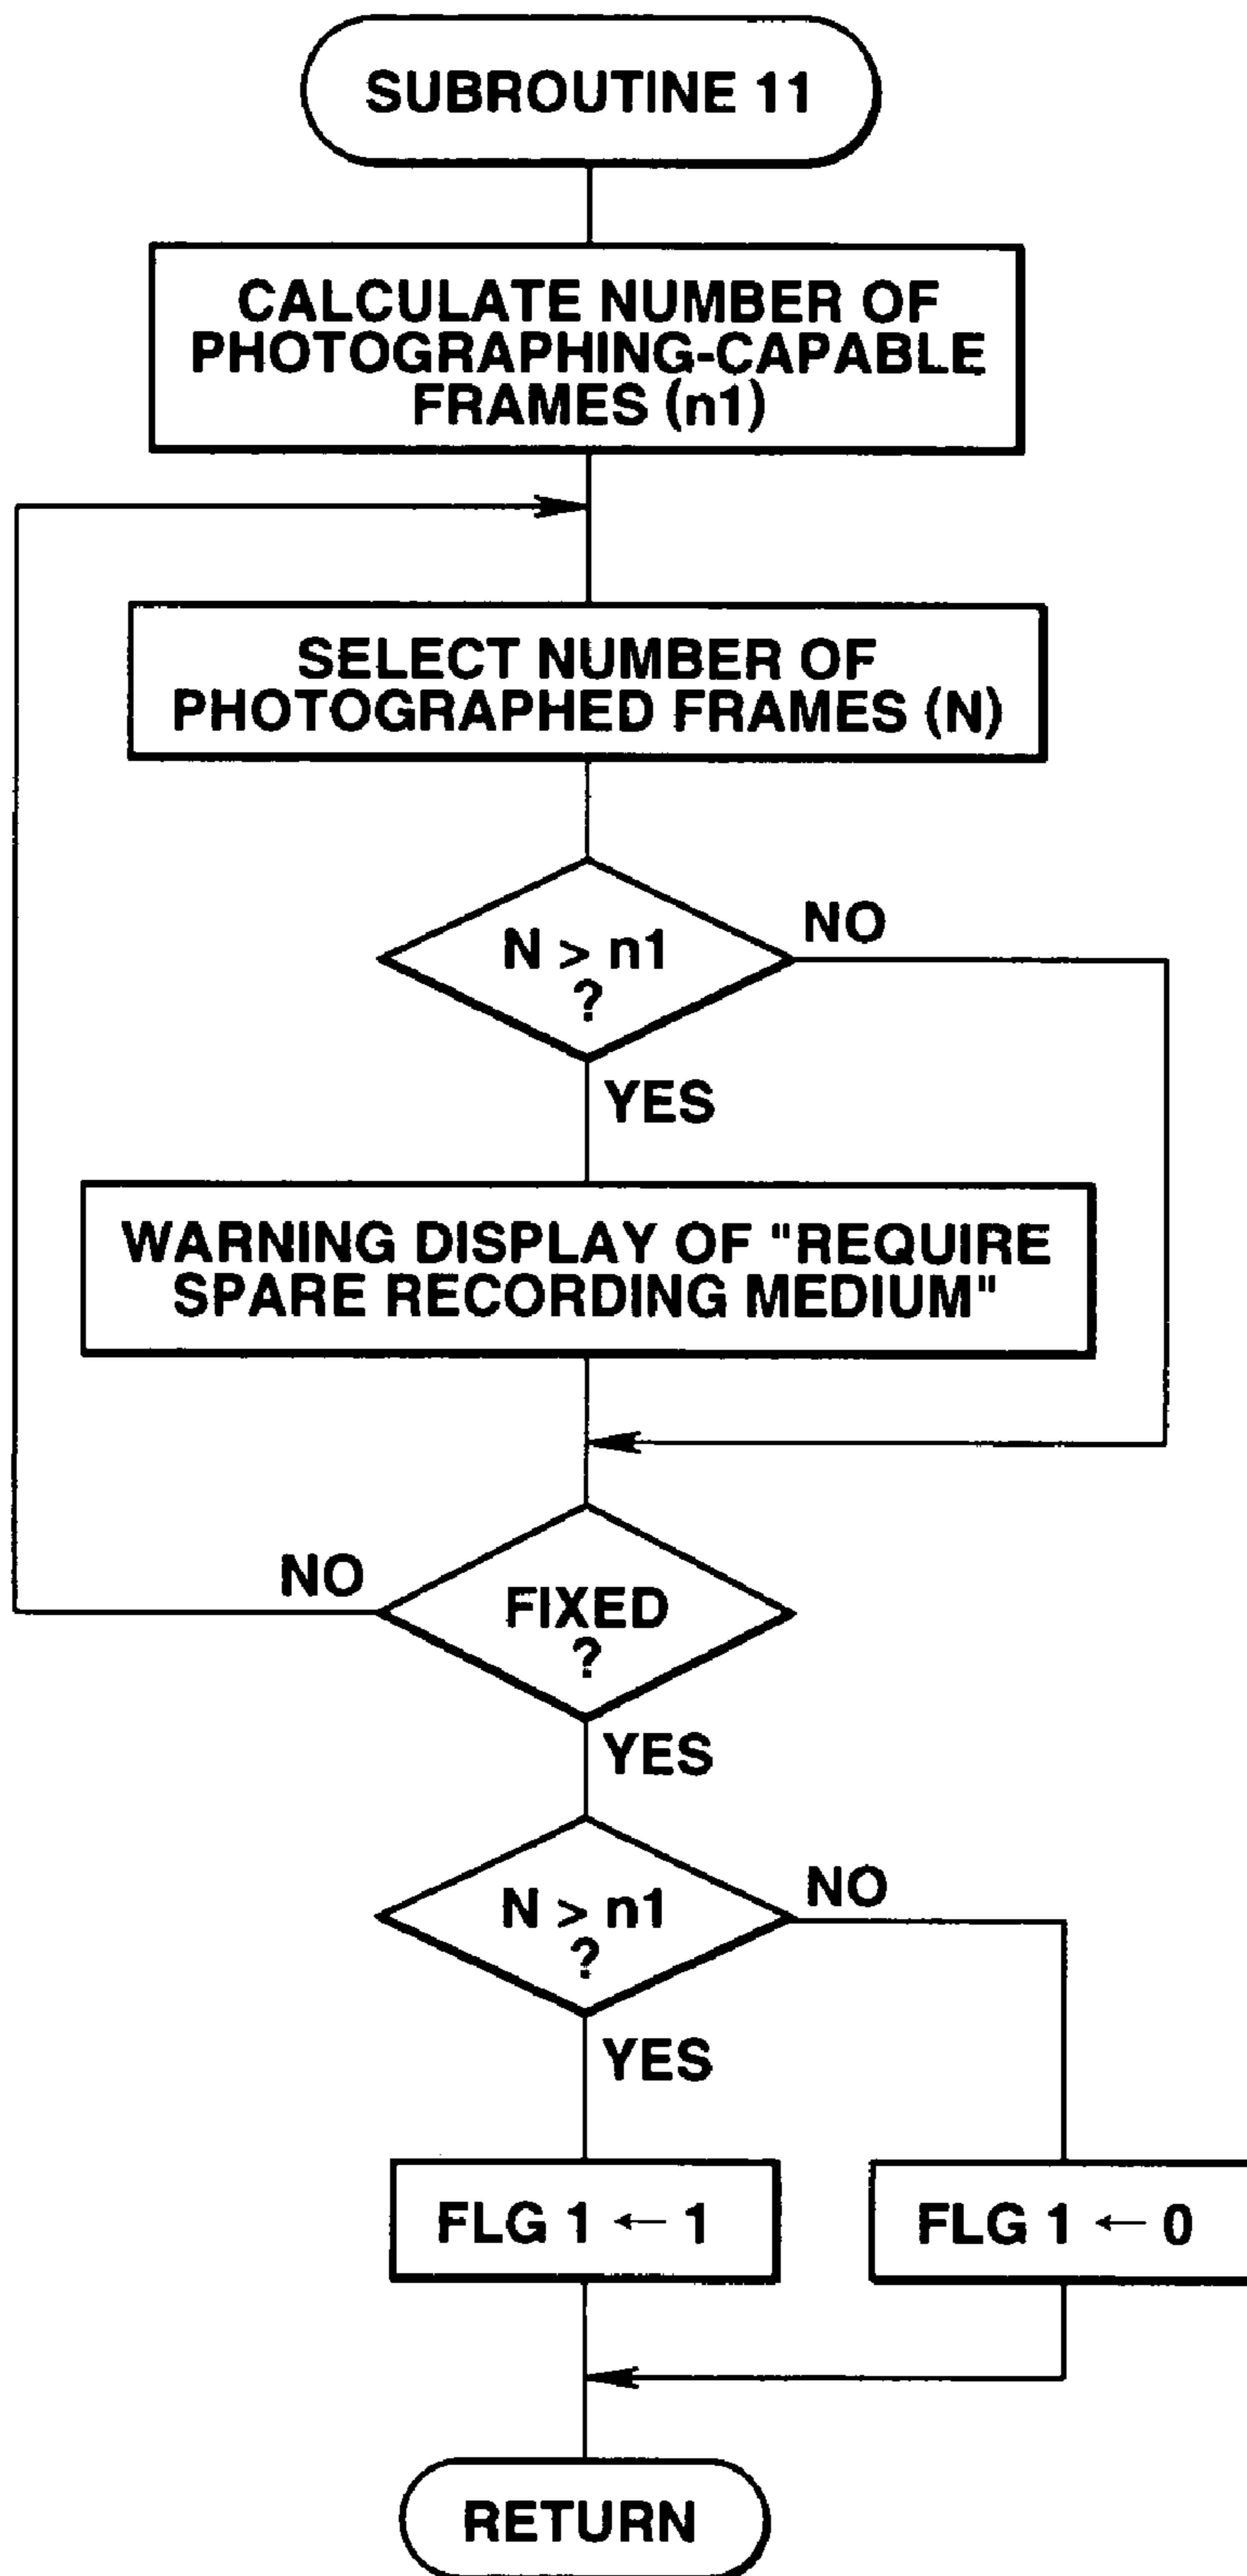 SUBROUTINE 11
CALCULATE NUMBER OF
PHOTOGRAPHING-CAPABLE
FRAMES (n1)
SELECT NUMBER OF
PHOTOGRAPHED FRAMES (N)
N > n1
?
NO
YES
WARNING DISPLAY OF "REQUIRE
SPARE RECORDING MEDIUM"
NO
FIXED
?
YES
N > n1
?
NO
YES
FLG 1 ← 1
FLG 1 ← 0
RETURN